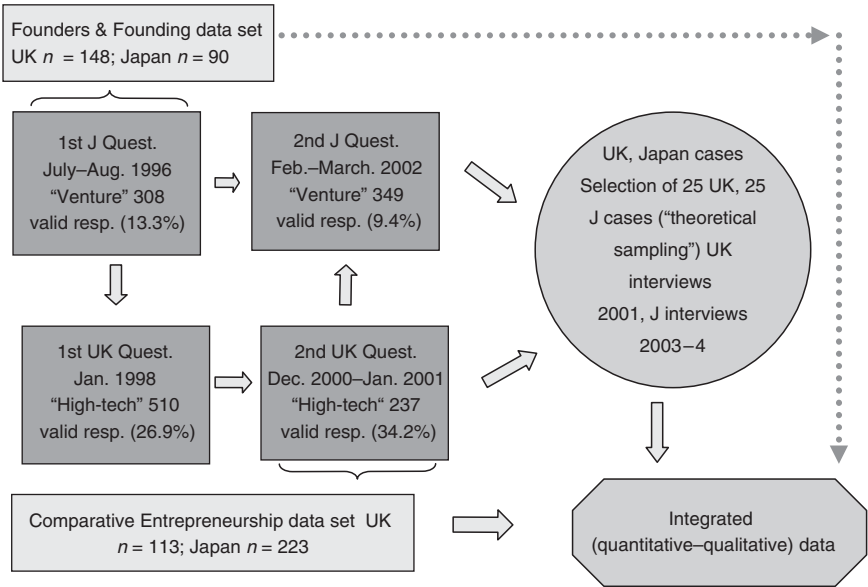 Founders & Founding data set
UK n = 148; Japan n = 90
1st J Quest.
July–Aug. 1996
“Venture” 308
valid resp. (13.3%)
2nd J Quest.
Feb.–March. 2002
“Venture” 349
valid resp. (9.4%)
UK, Japan cases
Selection of 25 UK, 25
J cases (“theoretical
sampling”) UK
interviews
2001, J interviews
2003–4
1st UK Quest.
Jan. 1998
“High-tech” 510
valid resp. (26.9%)
2nd UK Quest.
Dec. 2000–Jan. 2001
“High-tech“ 237
valid resp. (34.2%)
Comparative Entrepreneurship data set UK
n = 113; Japan n = 223
Integrated
(quantitative–qualitative) data